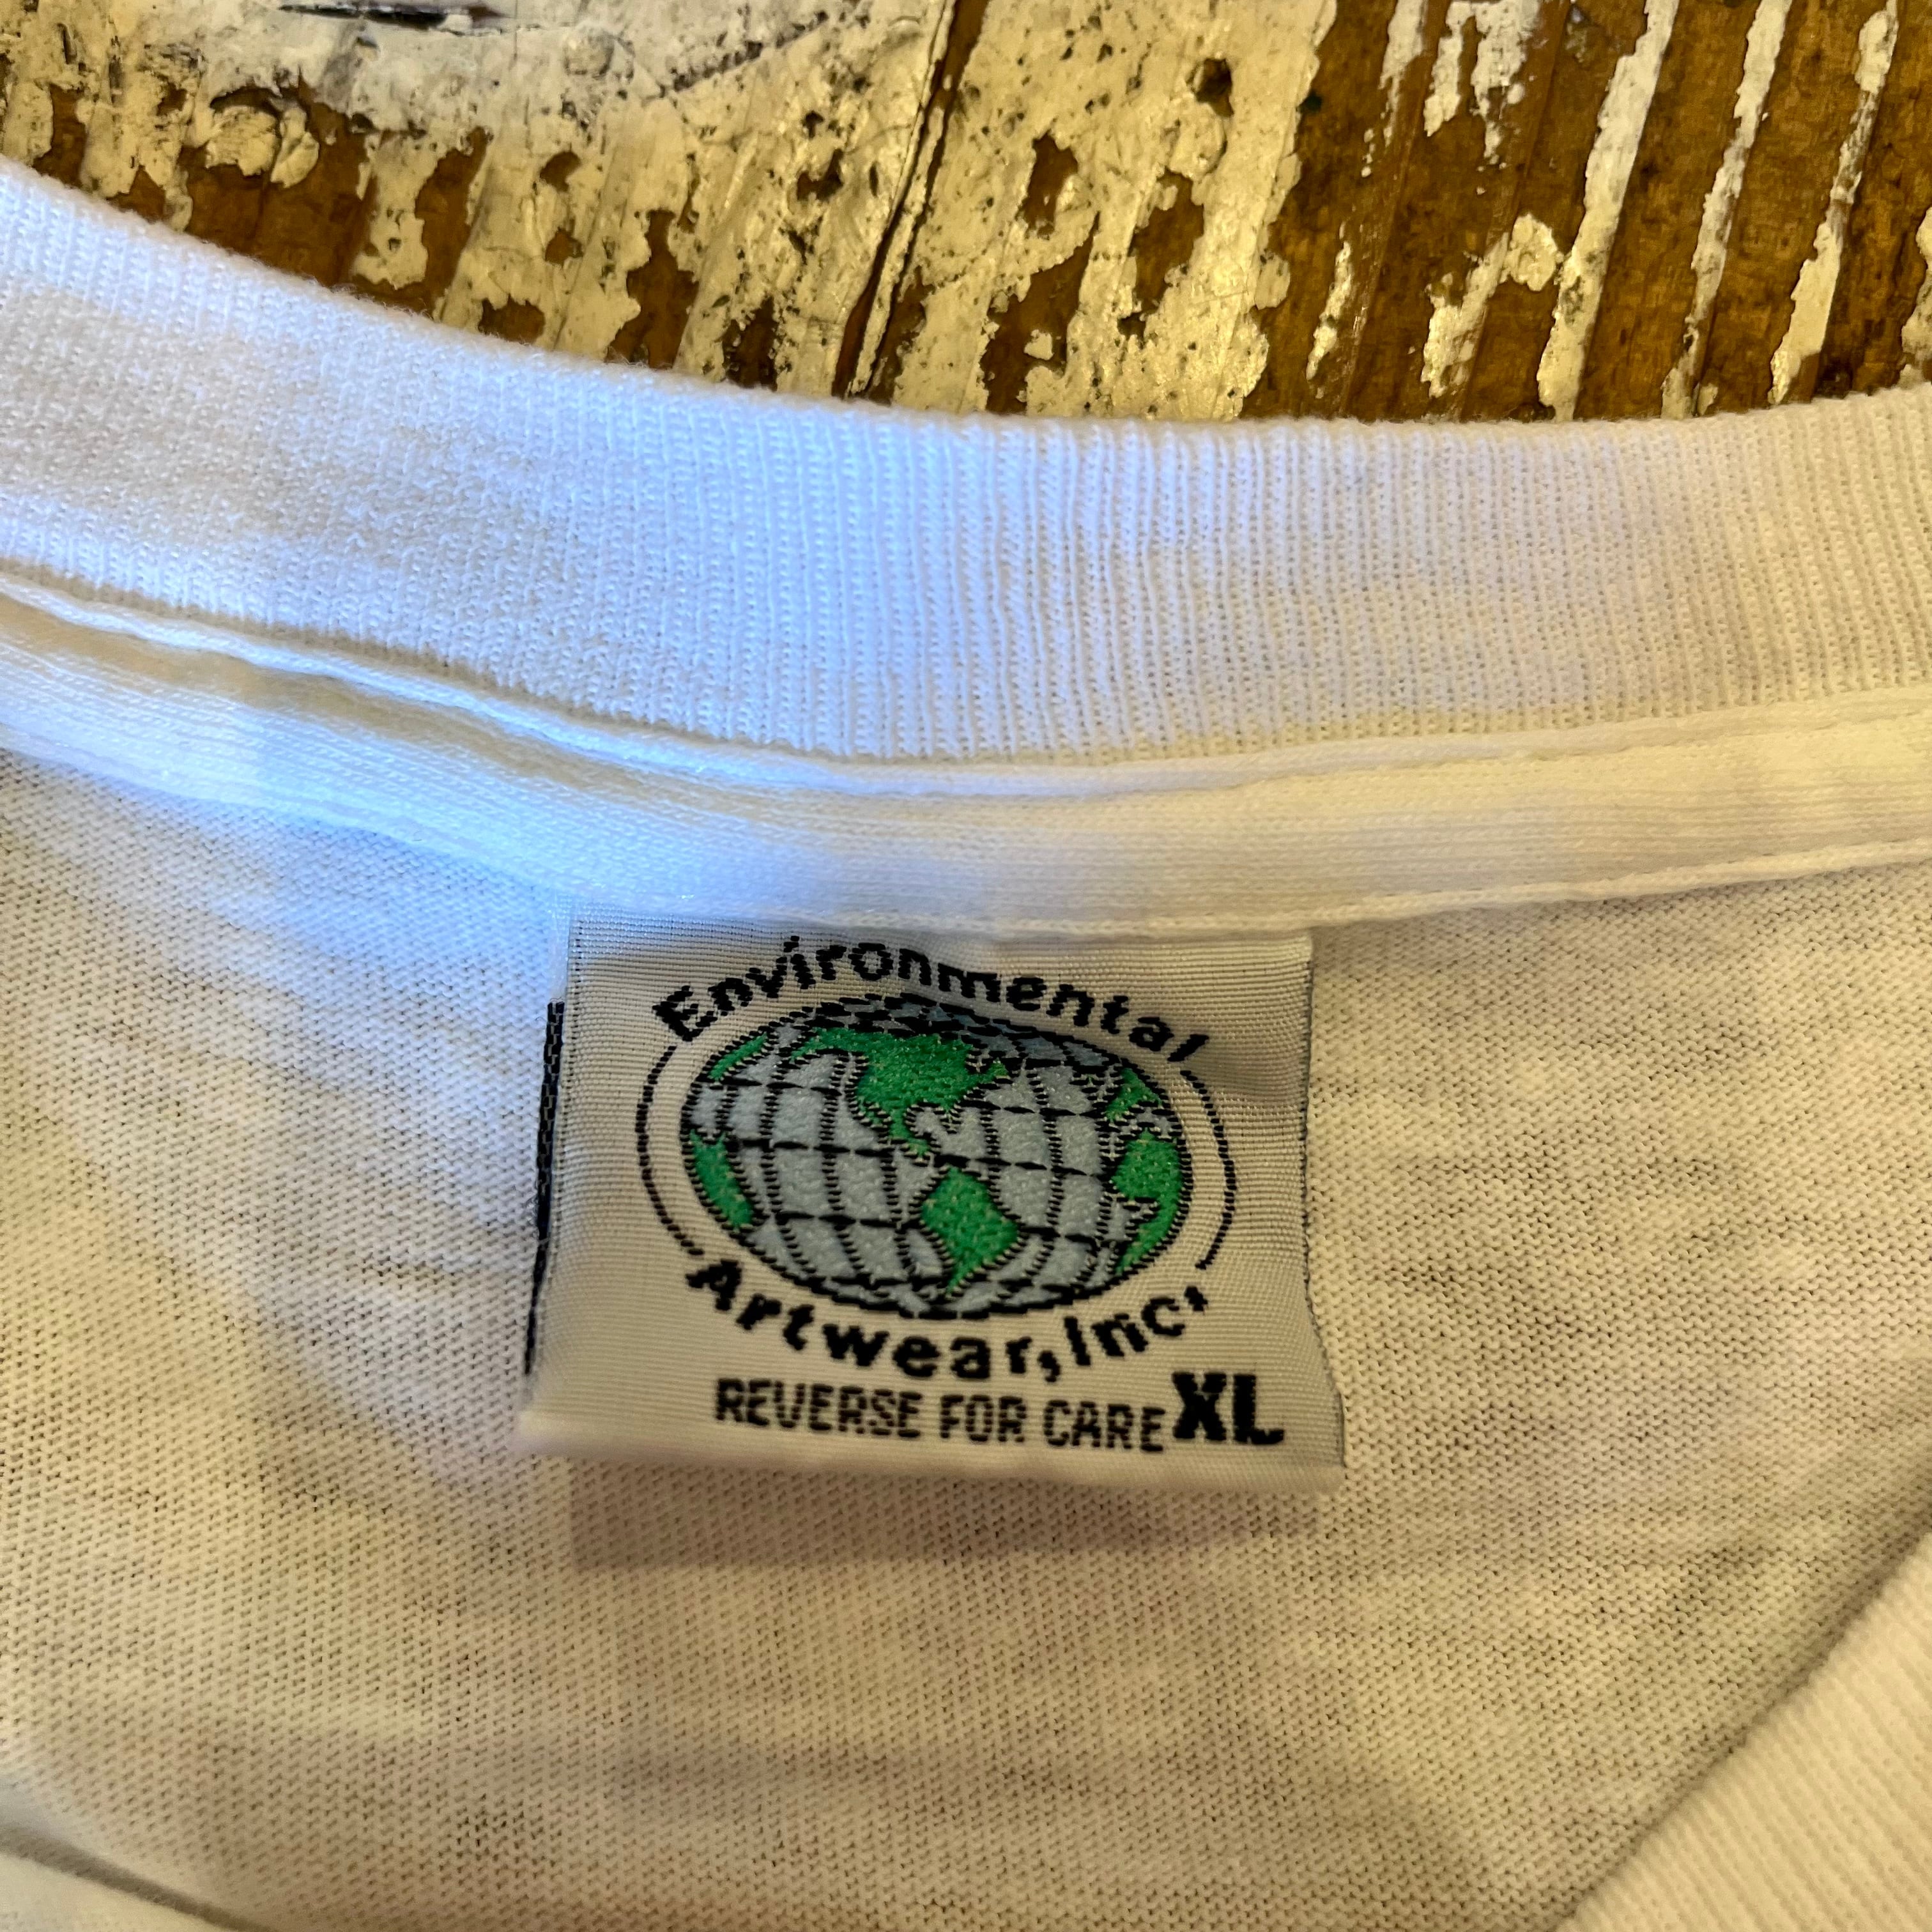 Environmental
Artwear, Inc.
REVERSE FOR CARE XL